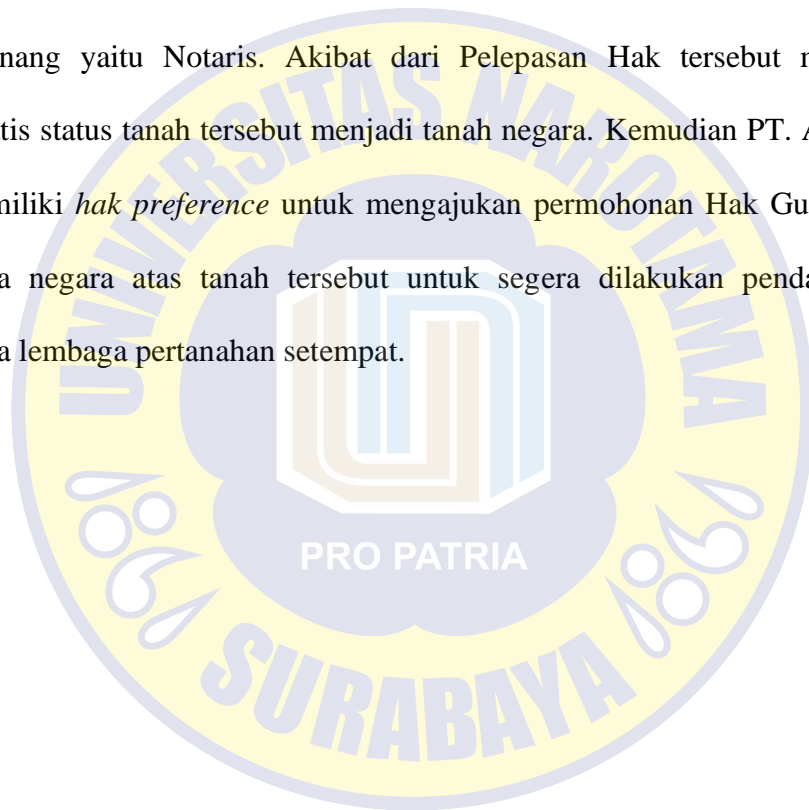 nang yaitu Notaris. Akibat dari Pelepasan Hak tersebut
tis status tanah tersebut menjadi tanah negara. Kemudian PT.
miliki hak preference untuk mengajukan permohonan Hak Gu
a negara atas tanah tersebut untuk segera dilakukan penda
a lembaga pertanahan setempat.
UNIVERSITAS NAROTAMA
PRO PATRIA
SURABAYA